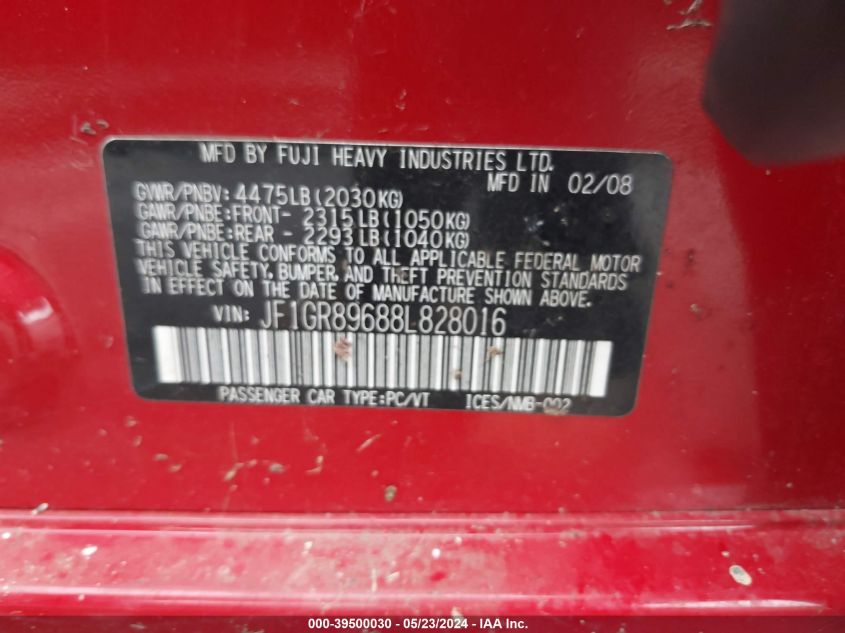 MFD BY FUJI HEAVY INDUSTRIES LTD.
MFD IN 02/08
GVWR/PNBV: 4475LB(2030KG)
GAWR/PNBE:FRONT- 2315LB(1050KG)
GAWR/PNBE:REAR - 2293LB(1040KG)
THIS VEHICLE CONFORMS TO ALL APPLICABLE FEDERAL MOTOR
VEHICLE SAFETY, BUMPER, AND THEFT PREVENTION STANDARDS
IN EFFECT ON THE DATE OF MANUFACTURE SHOWN ABOVE.
VIN: JF1GR89688L828016
PASSENGER CAR TYPE:PC/VT ICES/NMB-002
000-39500030 - 05/23/2024 - IAA Inc.